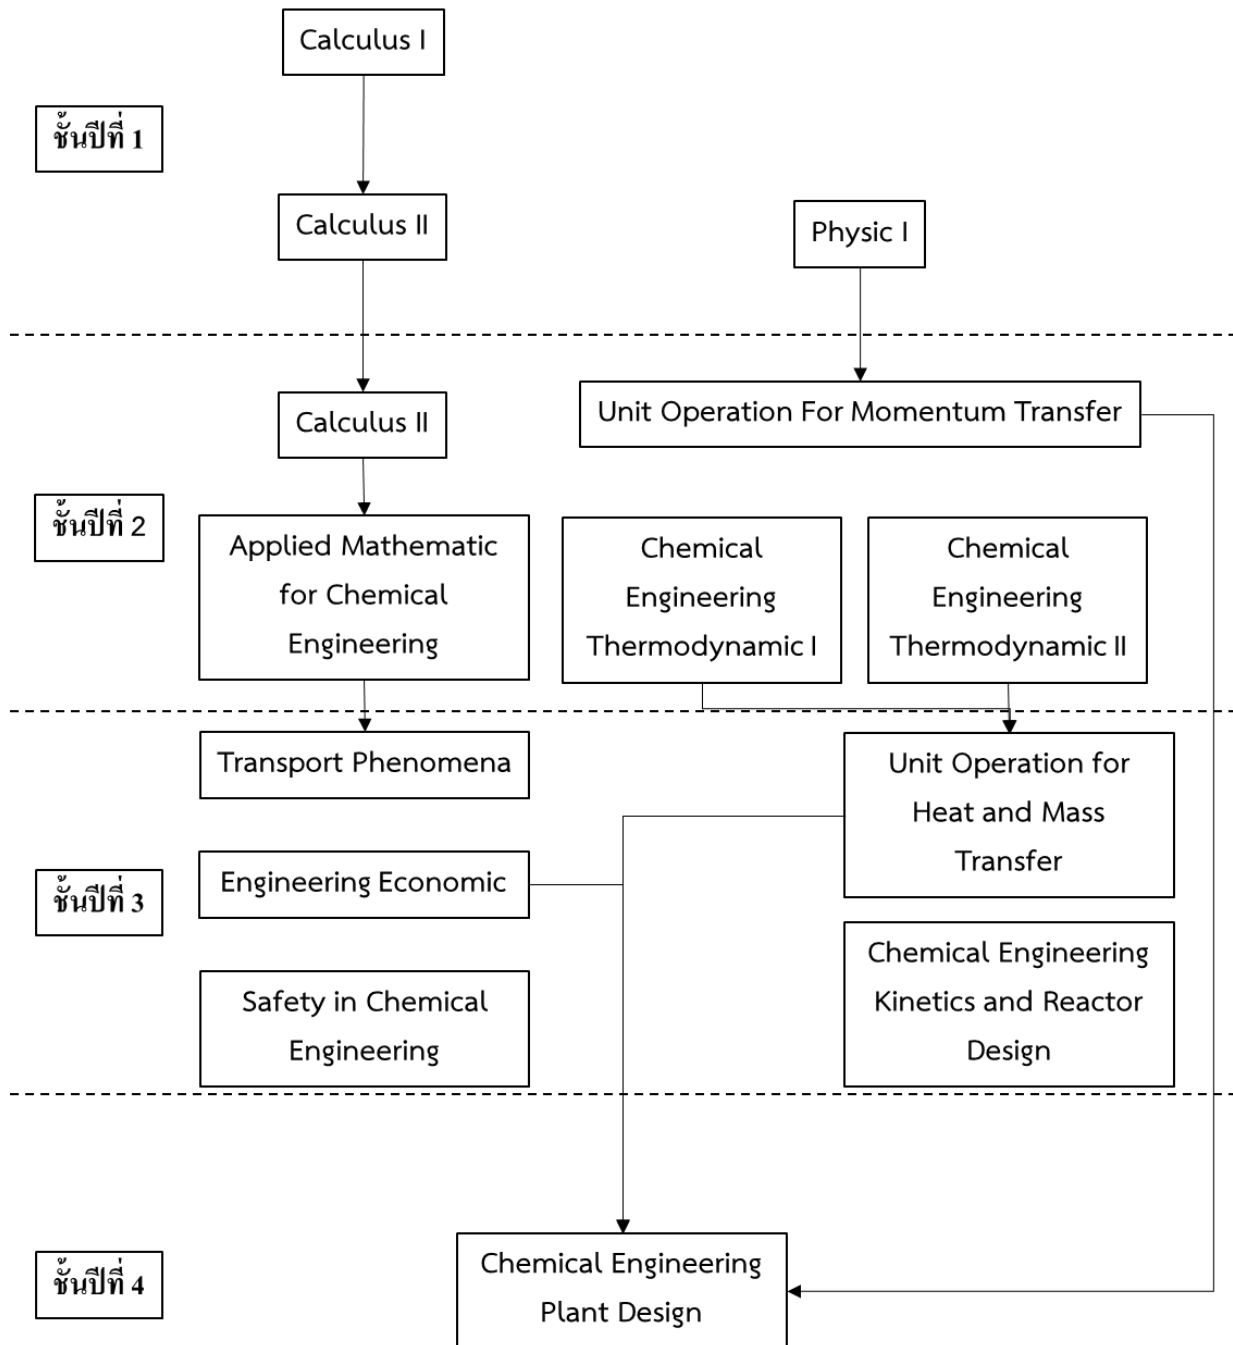 Calculus I
ชั้นปีที่ 1
Calculus II
Physic I
Calculus II
Unit Operation For Momentum Transfer
ชั้นปีที่ 2
Applied Mathematic
for Chemical
Engineering
Chemical
Engineering
Thermodynamic I
Chemical
Engineering
Thermodynamic II
Transport Phenomena
Unit Operation for
Heat and Mass
Transfer
ชั้นปีที่ 3
Engineering Economic
Safety in Chemical
Engineering
Chemical Engineering
Kinetics and Reactor
Design
ชั้นปีที่ 4
Chemical Engineering
Plant Design